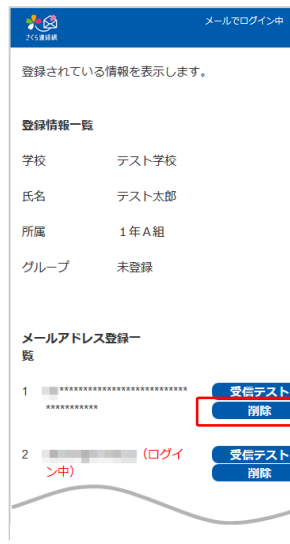 メールでログイン中
さくら連絡網
登録されている情報を表示します。
登録情報一覧
学校 テスト学校
氏名 テスト太郎
所属 １年Ａ組
グループ 未登録
メールアドレス登録一
覧
1 *************************** 受信テスト
*********** 削除
2 (ログイ 受信テスト
ン中) 削除